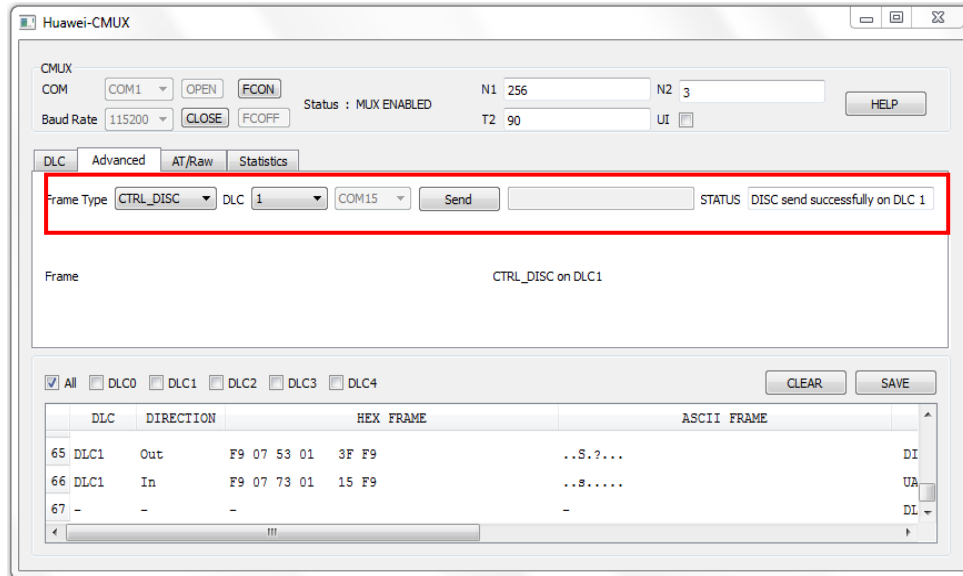 Huawei-CMUX
CMUX
COM COM1 OPEN FCON Status : MUX ENABLED N1 256 N2 3 HELP
Baud Rate 115200 CLOSE FCOFF T2 90 UI
DLC Advanced AT/Raw Statistics
Frame Type CTRL_DISC DLC 1 COM15 Send STATUS DISC send successfully on DLC 1
Frame CTRL_DISC on DLC1
All DLC0 DLC1 DLC2 DLC3 DLC4 CLEAR SAVE
DLC DIRECTION HEX FRAME ASCII FRAME
65 DLC1 Out F9 07 53 01 3F F9 ..S.?... DI
66 DLC1 In F9 07 73 01 15 F9 ..s..... UA
67 - - - - DL